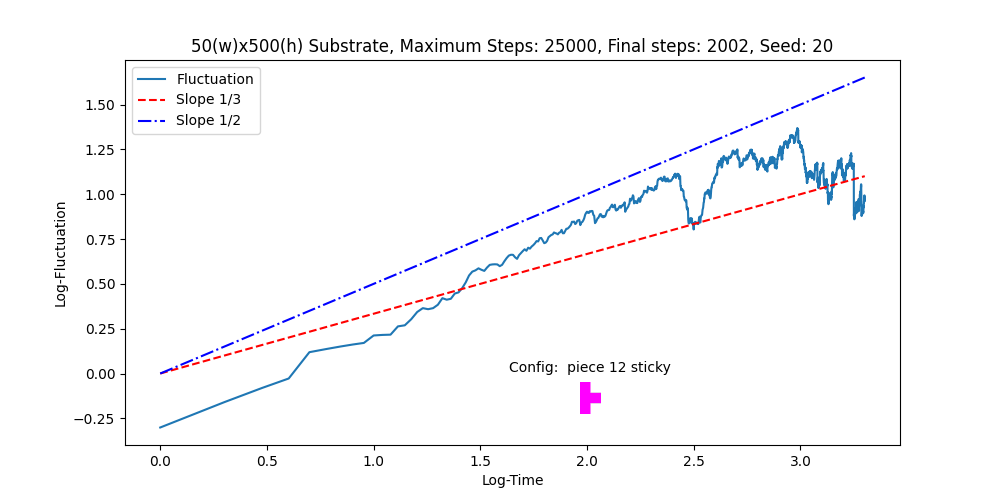 50(w)x500(h) Substrate, Maximum Steps: 25000, Final steps: 2002, Seed: 20
Fluctuation
Slope 1/3
Slope 1/2
1.50
1.25
1.00
0.75
0.50
0.25
0.00
−0.25
Log-Fluctuation
Config:  piece 12 sticky
0.0 0.5 1.0 1.5 2.0 2.5 3.0
Log-Time